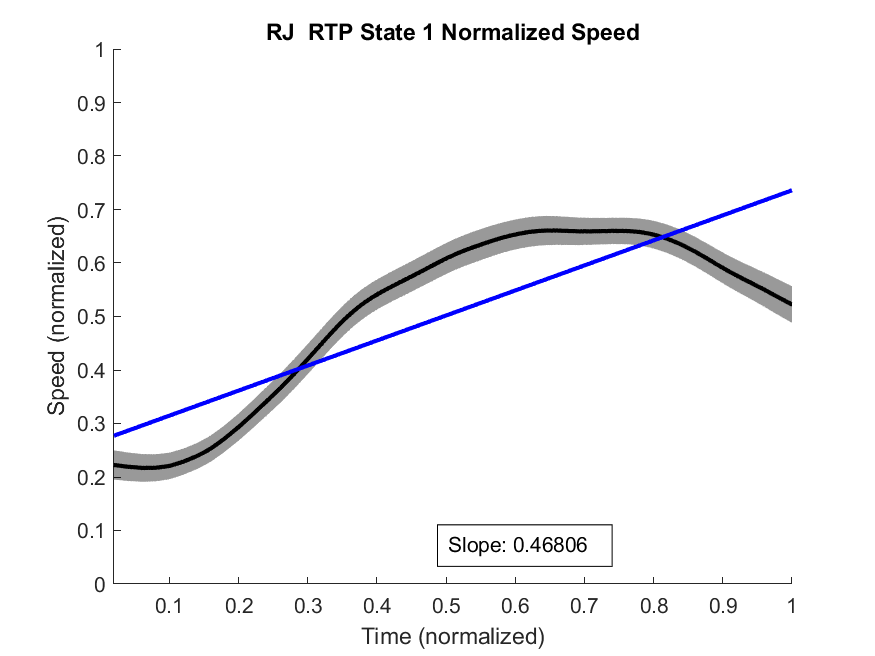 RJ  RTP State 1 Normalized Speed
1
0.9
0.8
0.7
0.6
0.5
0.4
0.3
0.2
0.1
0
Speed (normalized)
Slope: 0.46806
0.1 0.2 0.3 0.4 0.5 0.6 0.7 0.8 0.9 1
Time (normalized)